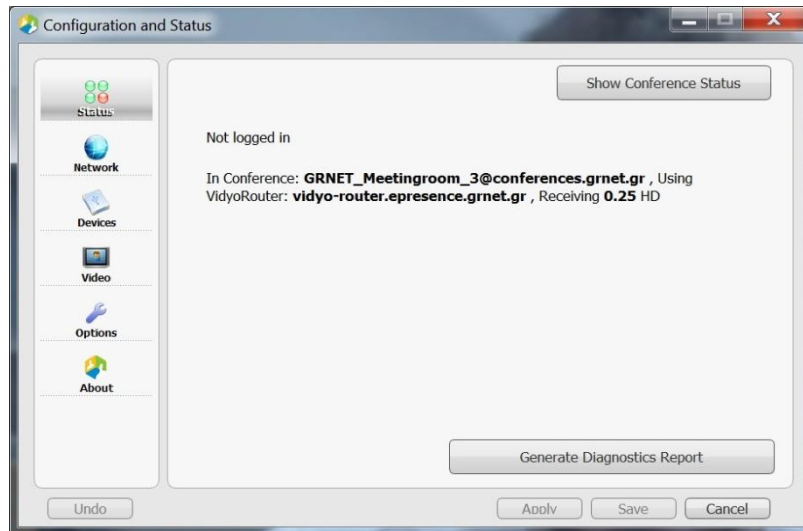 Configuration and Status
Show Conference Status
Status
Network
Devices
Video
Options
About
Not logged in
In Conference: GRNET_Meetingroom_3@conferences.grnet.gr , Using
VidyoRouter: vidyo-router.epresence.grnet.gr , Receiving 0.25 HD
Generate Diagnostics Report
Undo
Apply
Save
Cancel